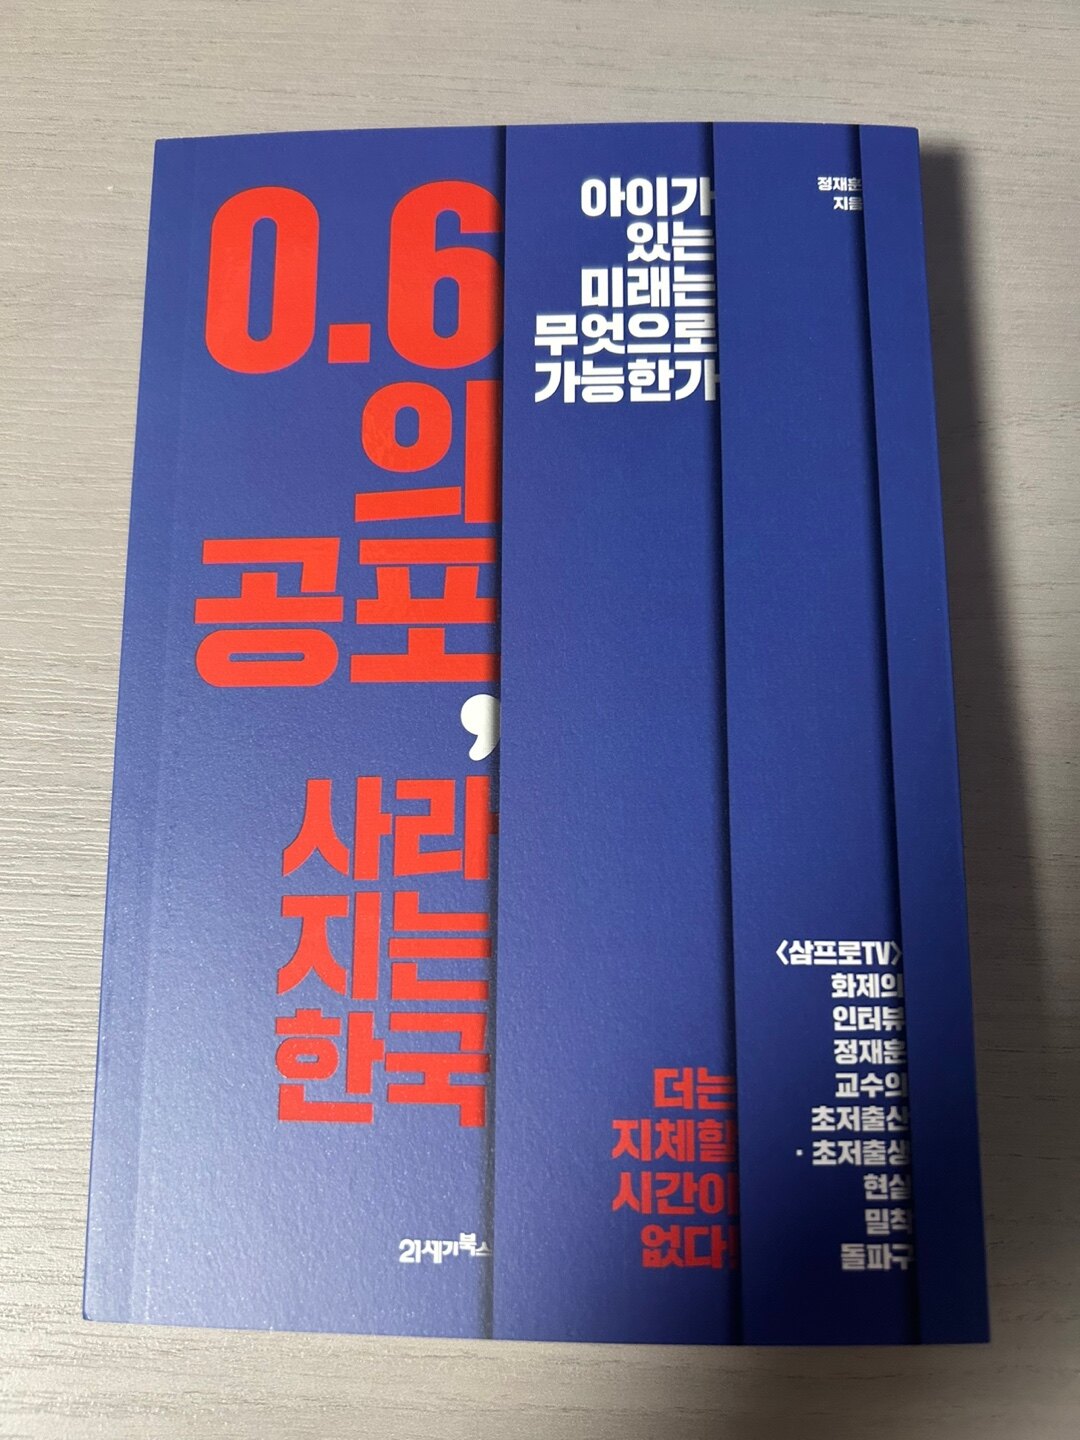 0.6
의
공포
,
사라
지는
한국
21세기북스
아이가
있는
미래는
무엇으로
가능한가
더는
지체할
시간이
없다!
정재훈
지음
<삼프로TV>
화제의
인터뷰
정재훈
교수의
초저출산
· 초저출생
현실
밀착
돌파구